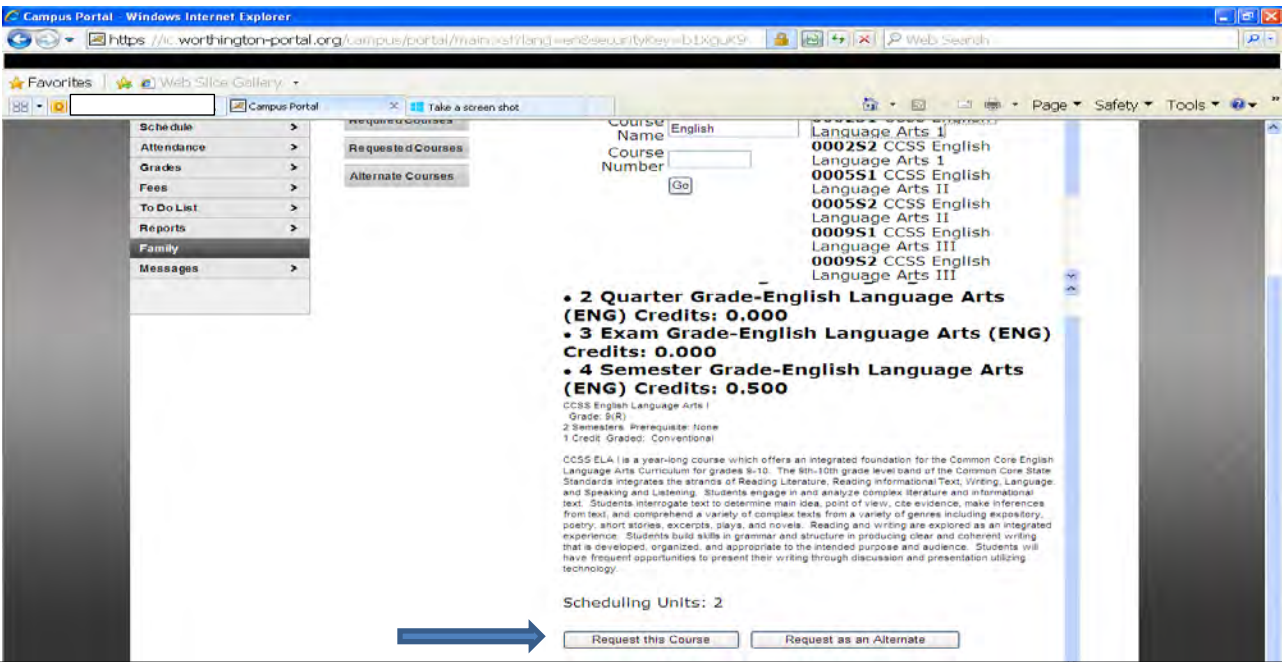 Campus Portal - Windows Internet Explorer
https //ic.worthington-portal.org/campus/portal/main.xsl?lang=en&securityKey=b1XguK9
Web Search
Favorites
Web Slice Gallery
Campus Portal
Take a screen shot
Page
Safety
Tools
Schedule
Attendance
Grades
Fees
To Do List
Reports
Family
Messages
Required Courses
Requested Courses
Alternate Courses
Course
Name
English
Course
Number
Go
Language Arts 1
0002S2 CCSS English
Language Arts 1
0005S1 CCSS English
Language Arts II
0005S2 CCSS English
Language Arts II
0009S1 CCSS English
Language Arts III
0009S2 CCSS English
Language Arts III
• 2 Quarter Grade-English Language Arts
(ENG) Credits: 0.000
• 3 Exam Grade-English Language Arts (ENG)
Credits: 0.000
• 4 Semester Grade-English Language Arts
(ENG) Credits: 0.500
CCSS English Language Arts I
Grade: 9(R)
2 Semesters Prerequisite: None
1 Credit Graded: Conventional
CCSS ELA I is a year-long course which offers an integrated foundation for the Common Core English
Language Arts Curriculum for grades 9-10. The 9th-10th grade level band of the Common Core State
Standards integrates the strands of Reading Literature, Reading Informational Text, Writing, Language
and Speaking and Listening. Students engage in and analyze complex literature and informational
text. Students interrogate text to determine main idea, point of view, cite evidence, make inferences
from text, and comprehend a variety of complex texts from a variety of genres including expository,
poetry, short stories, excerpts, plays, and novels. Reading and writing are explored as an integrated
experience. Students build skills in grammar and structure in producing clear and coherent writing
that is developed, organized, and appropriate to the intended purpose and audience. Students will
have frequent opportunities to present their writing through discussion and presentation utilizing
technology.
Scheduling Units: 2
Request this Course
Request as an Alternate